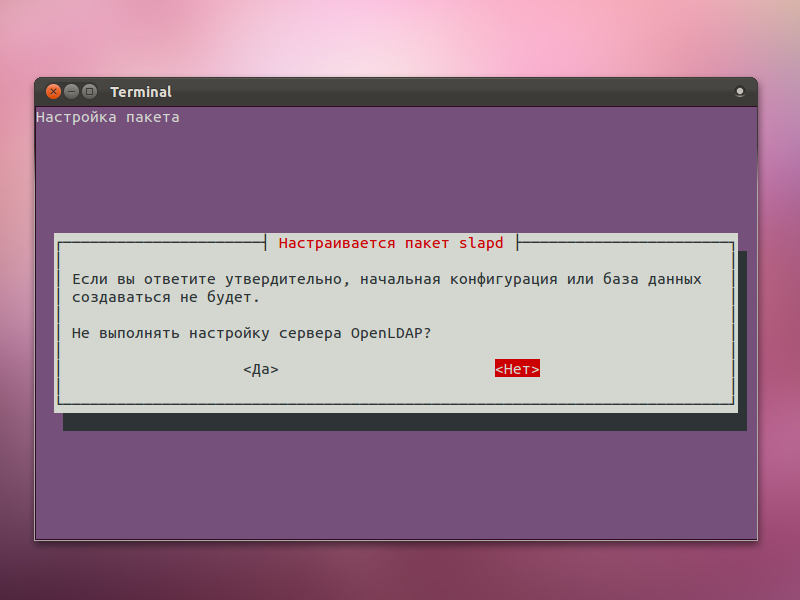 Terminal
Настройка пакета
Настраивается пакет slapd
Если вы ответите утвердительно, начальная конфигурация или база данных
создаваться не будет.
Не выполнять настройку сервера OpenLDAP?
<Да> <Нет>